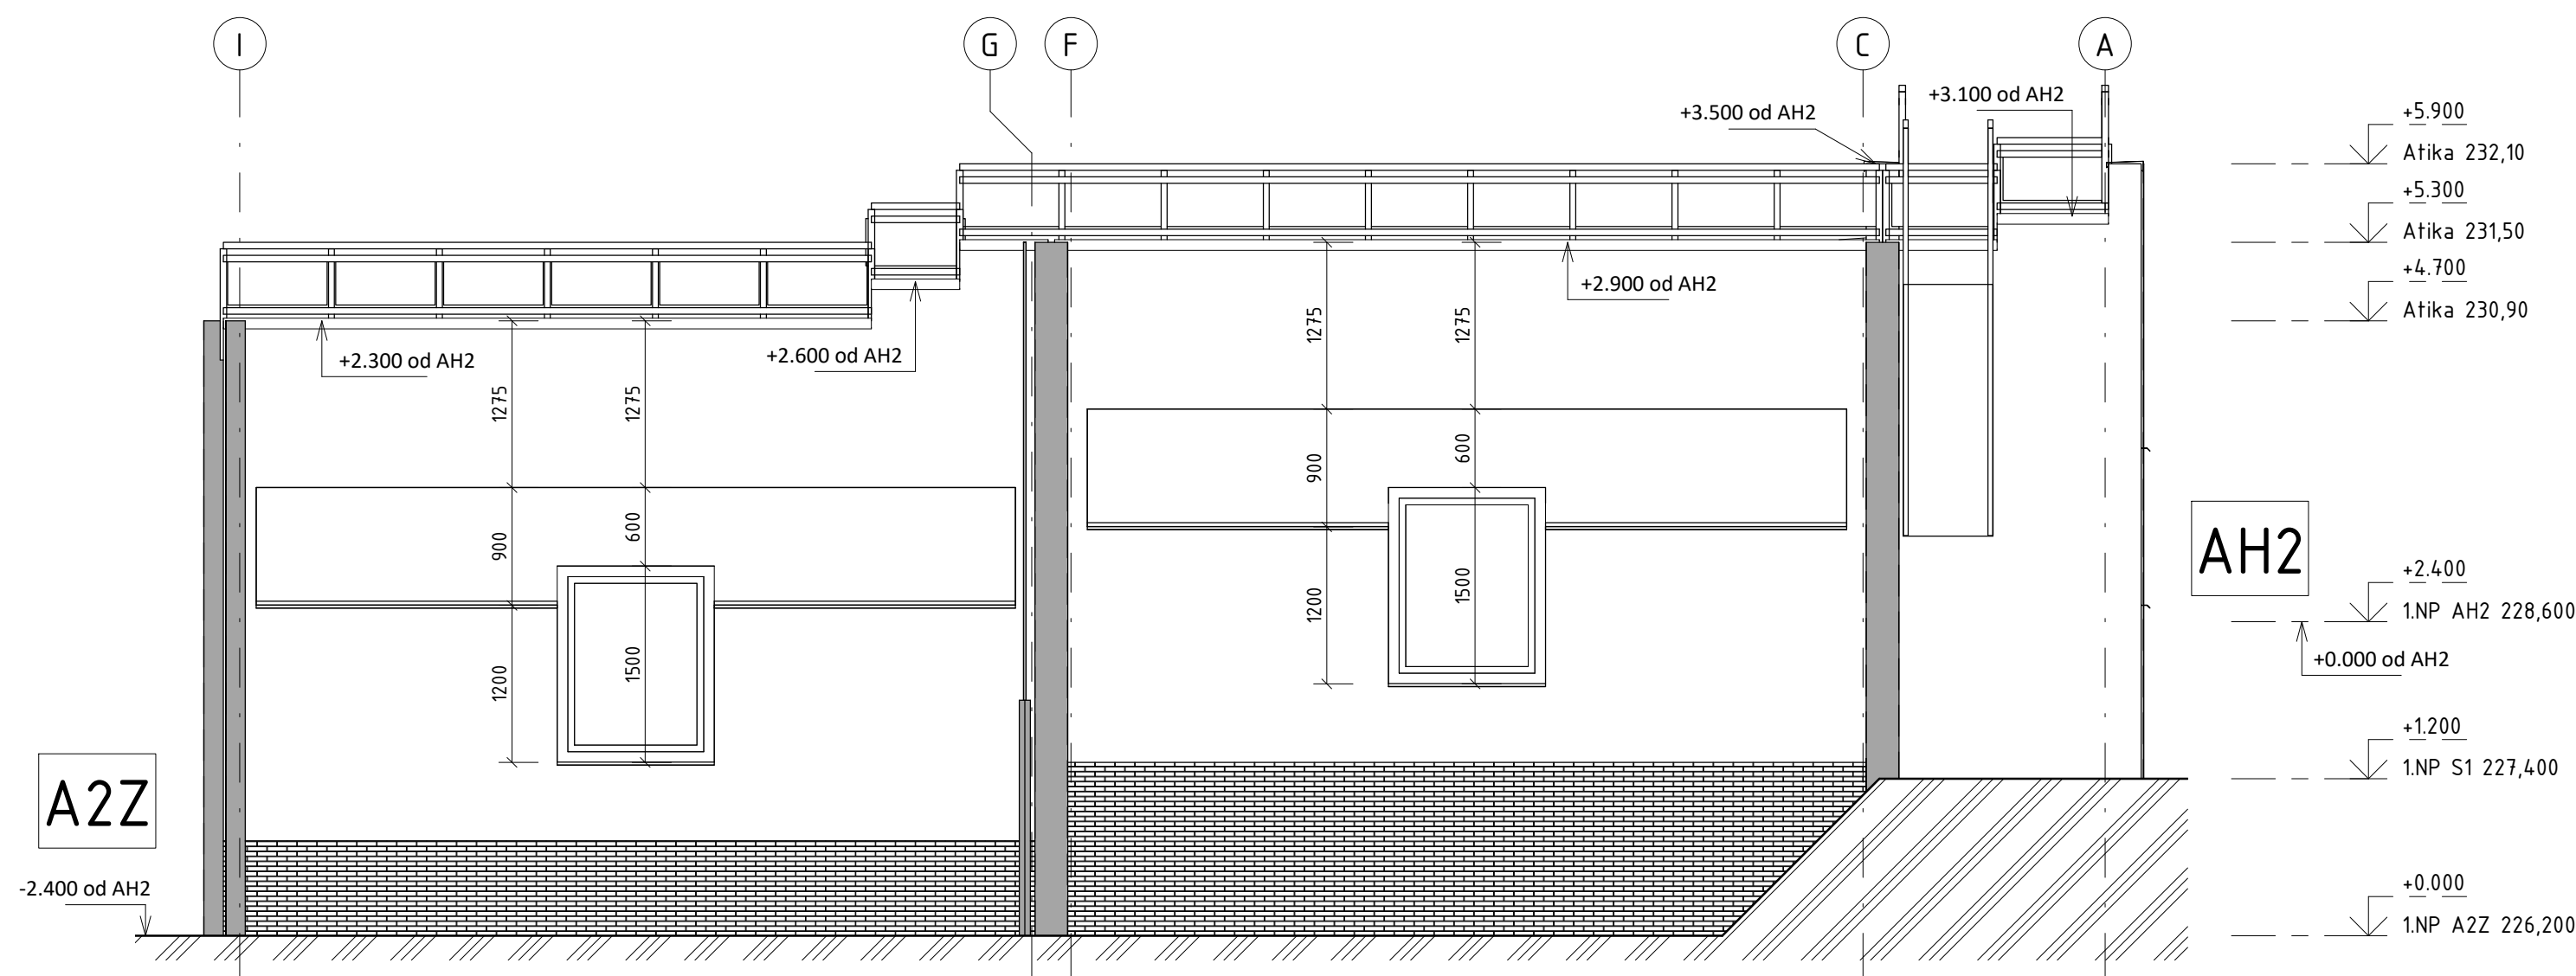 I
G
F
C
A
+3.500 od AH2
+3.100 od AH2
+5.900
Atika 232,10
+5.300
Atika 231,50
+4.700
Atika 230,90
+2.900 od AH2
+2.300 od AH2
+2.600 od AH2
1275
1275
1275
1275
900
600
1200
1500
900
600
1200
1500
AH2
+2.400
1.NP AH2 228,600
+0.000 od AH2
+1.200
1.NP S1 227,400
A2Z
-2.400 od AH2
+0.000
1.NP A2Z 226,200